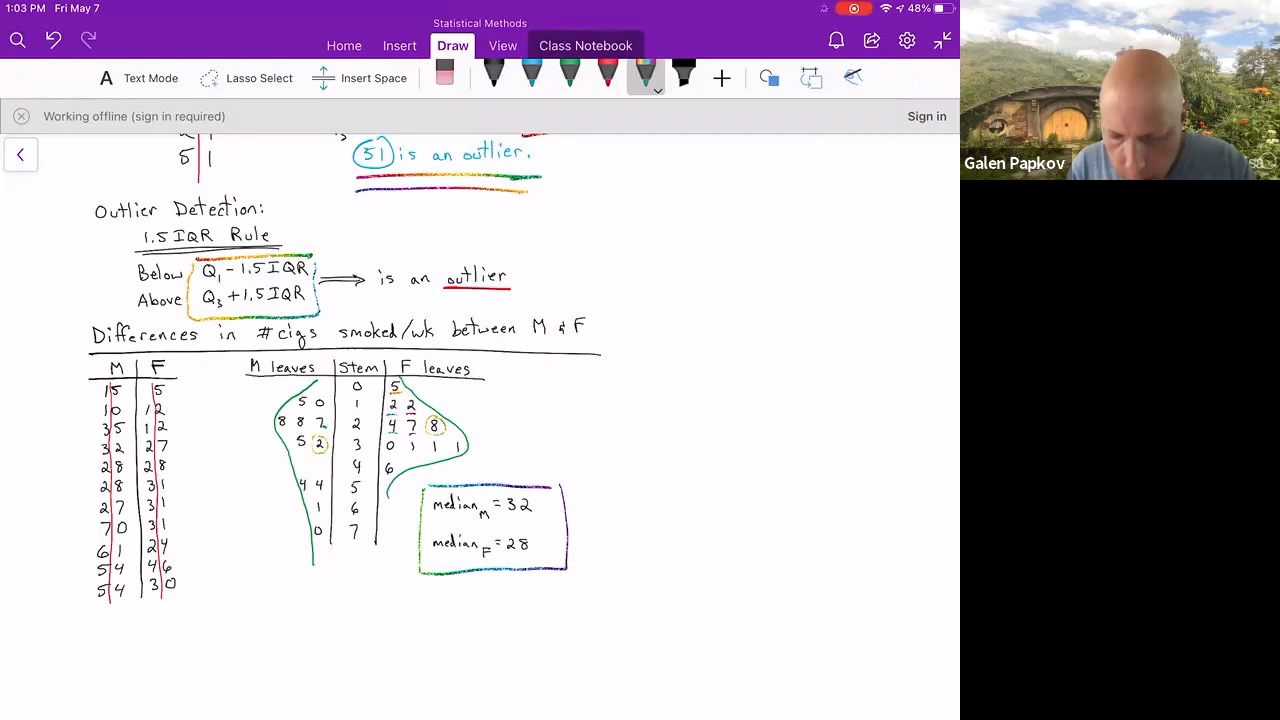 1:03 PM Fri May 7
48%
Statistical Methods
Home Insert Draw View Class Notebook
A Text Mode Lasso Select Insert Space
Working offline (sign in required) Sign in
5 | 1
51 is an outlier.
Galen Papkov
Outlier Detection:
1.5 IQR Rule
Below Q1 - 1.5 IQR
is an outlier
Above Q3 + 1.5 IQR
Differences in #cigs smoked/wk between M & F
M F
15 5
10 12
35 12
32 27
28 28
28 31
27 31
70 31
61 24
54 46
54 30
M leaves | Stem | F leaves
0 | 5
5 0 | 1 | 2 2
8 8 7 | 2 | 4 7 8
5 2 | 3 | 0 1 1 1
4 | 6
4 4 | 5
1 | 6
0 | 7
median M = 32
median F = 28